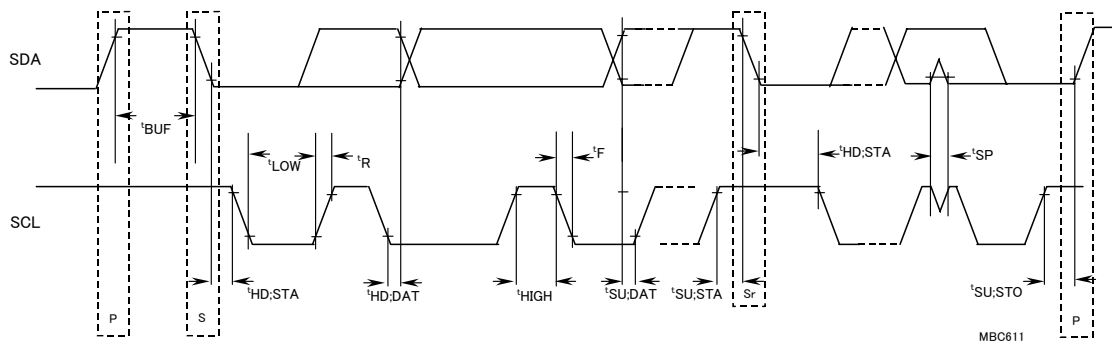 SDA
tBUF
tLOW
tR
tF
tHD;STA
tSP
SCL
tHD;STA
tHD;DAT
tHIGH
tSU;DAT
tSU;STA
Sr
tSU;STO
P
S
P
MBC611